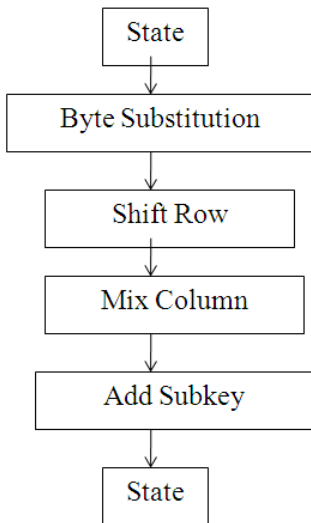 State
Byte Substitution
Shift Row
Mix Column
Add Subkey
State